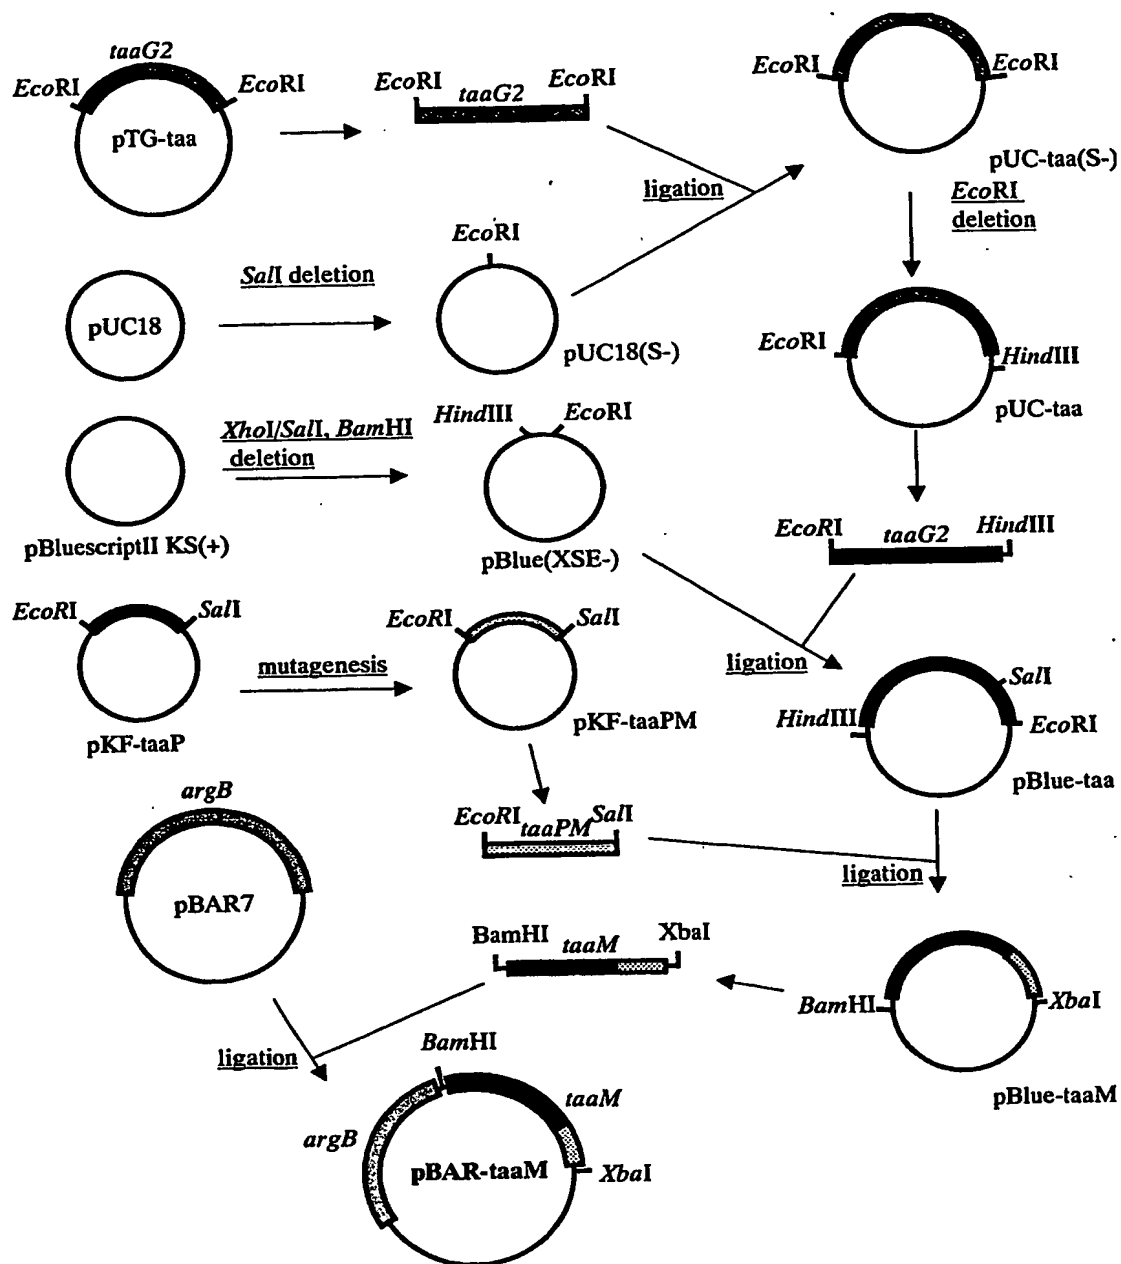 taaG2
EcoRI
EcoRI
pTG-taa
EcoRI
EcoRI
taaG2
EcoRI
EcoRI
pUC-taa(S-)
ligation
EcoRI
deletion
EcoRI
SalI deletion
pUC18
pUC18(S-)
EcoRI
HindIII
pUC-taa
XhoI/SalI, BamHI
deletion
HindIII
EcoRI
pBluescriptII KS(+)
pBlue(XSE-)
EcoRI
taaG2
HindIII
EcoRI
SalI
mutagenesis
EcoRI
SalI
pKF-taaP
pKF-taaPM
ligation
SalI
HindIII
EcoRI
pBlue-taa
argB
EcoRI
SalI
taaPM
ligation
pBAR7
BamHI
taaM
XbaI
BamHI
XbaI
pBlue-taaM
ligation
BamHI
taaM
argB
pBAR-taaM
XbaI